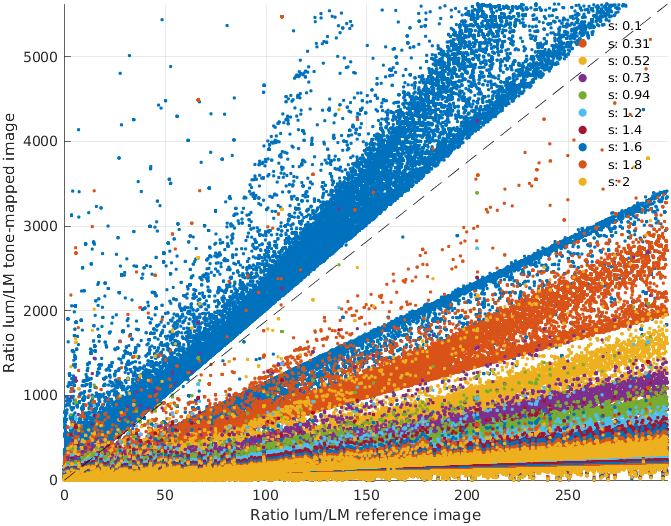 5000
4000
3000
2000
1000
0
0
50
100
150
200
250
Ratio lum/LM tone-mapped image
Ratio lum/LM reference image
s: 0.1
s: 0.31
s: 0.52
s: 0.73
s: 0.94
s: 1.2
s: 1.4
s: 1.6
s: 1.8
s: 2